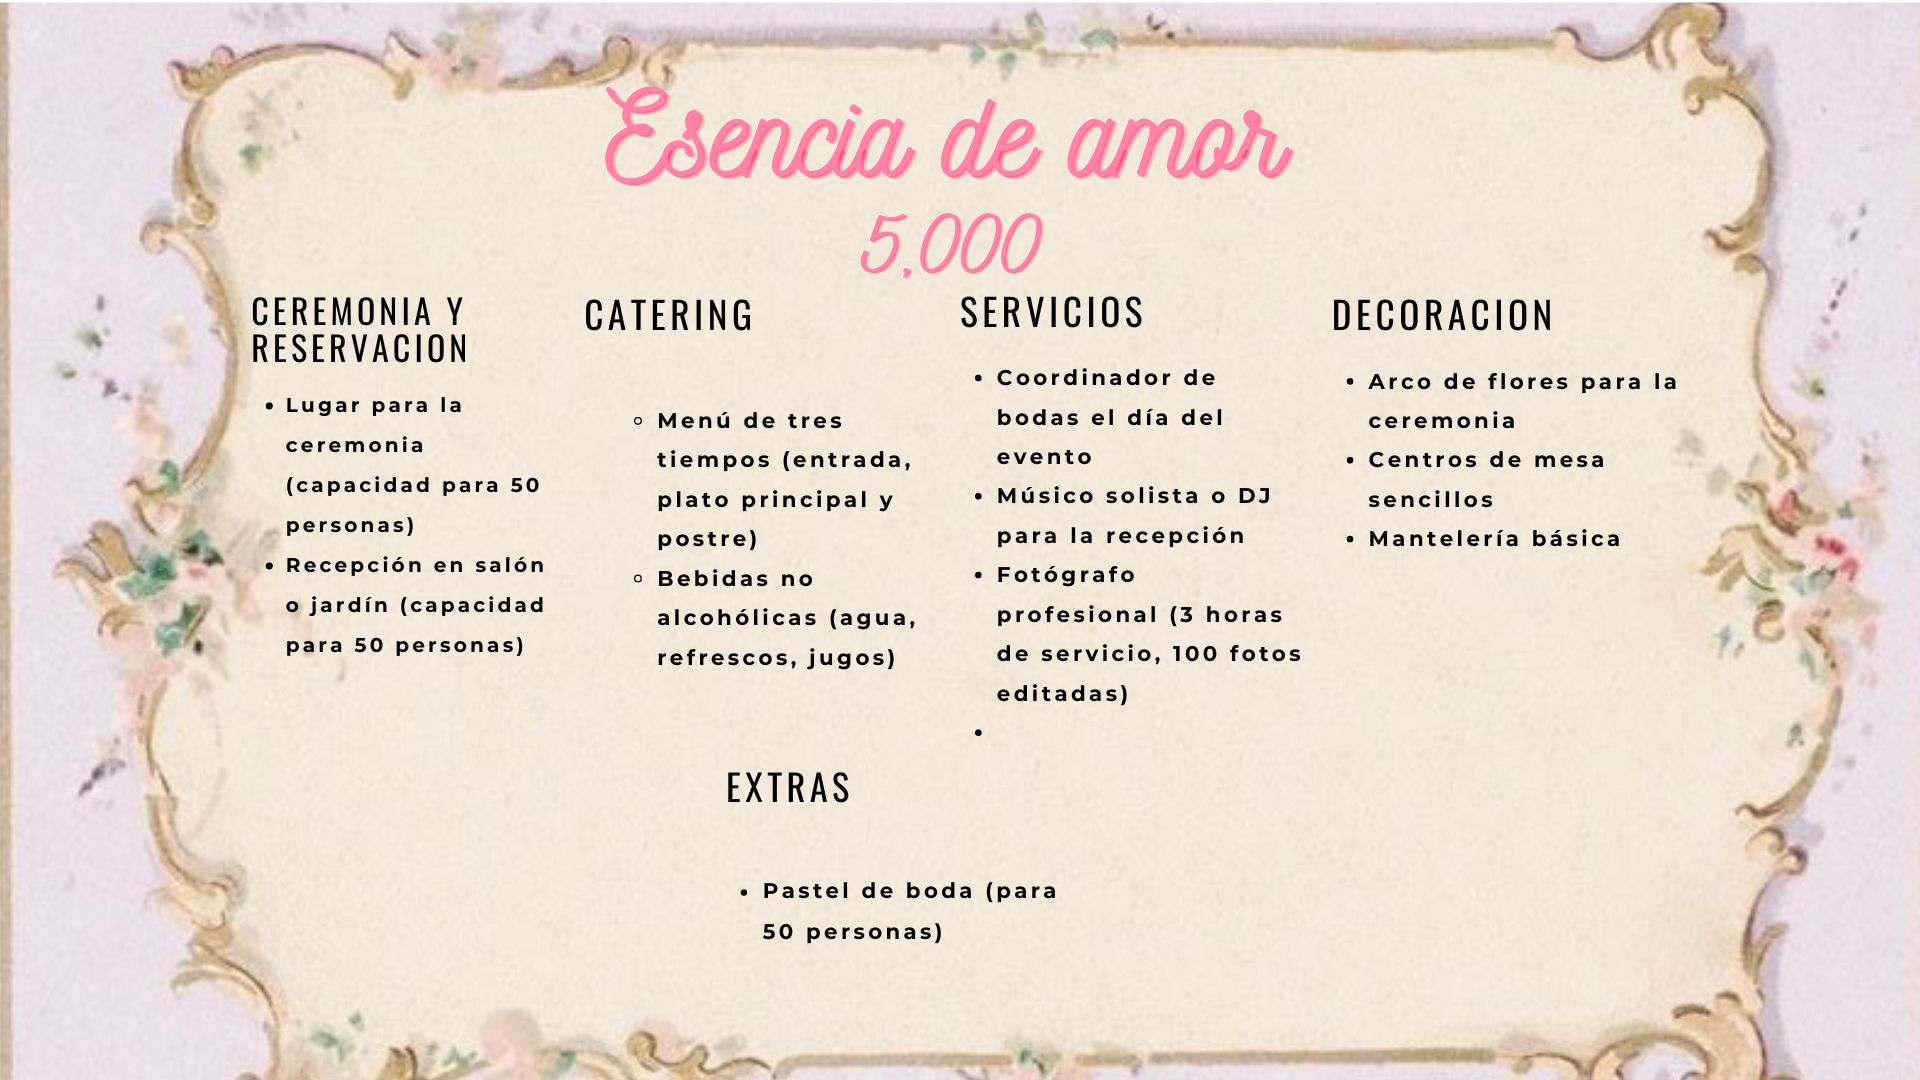 Esencia de amor
5,000
CEREMONIA Y
RESERVACION
• Lugar para la
ceremonia
(capacidad para 50
personas)
• Recepción en salón
o jardín (capacidad
para 50 personas)
CATERING
○ Menú de tres
tiempos (entrada,
plato principal y
postre)
○ Bebidas no
alcohólicas (agua,
refrescos, jugos)
SERVICIOS
• Coordinador de
bodas el día del
evento
• Músico solista o DJ
para la recepción
• Fotógrafo
profesional (3 horas
de servicio, 100 fotos
editadas)
•
DECORACION
• Arco de flores para la
ceremonia
• Centros de mesa
sencillos
• Mantelería básica
EXTRAS
• Pastel de boda (para
50 personas)